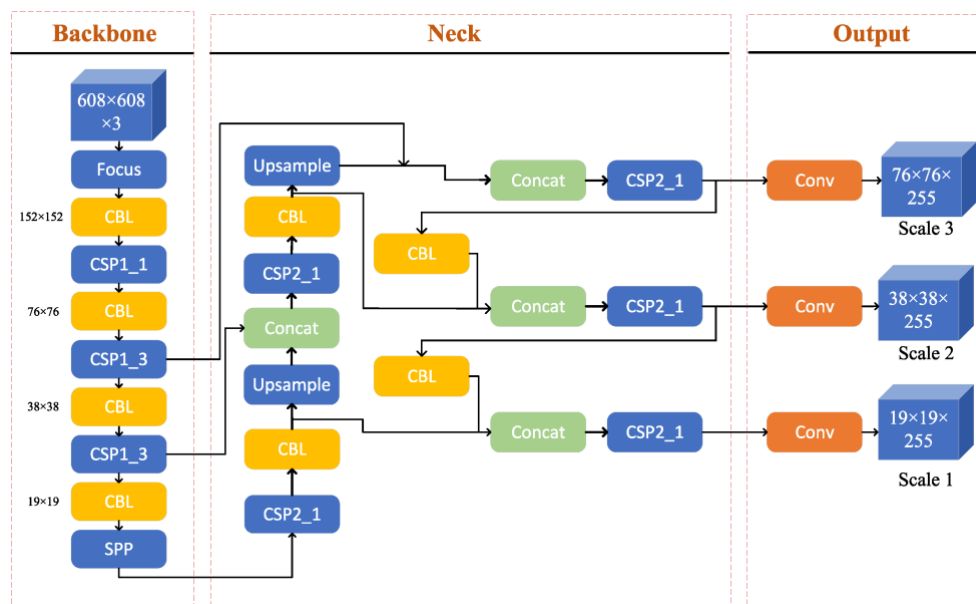 Backbone
Neck
Output
608×608
×3
Focus
152×152
CBL
CSP1_1
76×76
CBL
CSP1_3
38×38
CBL
CSP1_3
19×19
CBL
SPP
Upsample
CBL
CSP2_1
Concat
Upsample
CBL
CSP2_1
Concat
CSP2_1
CBL
Concat
CSP2_1
CBL
Concat
CSP2_1
Conv
76×76×
255
Scale 3
Conv
38×38×
255
Scale 2
Conv
19×19×
255
Scale 1